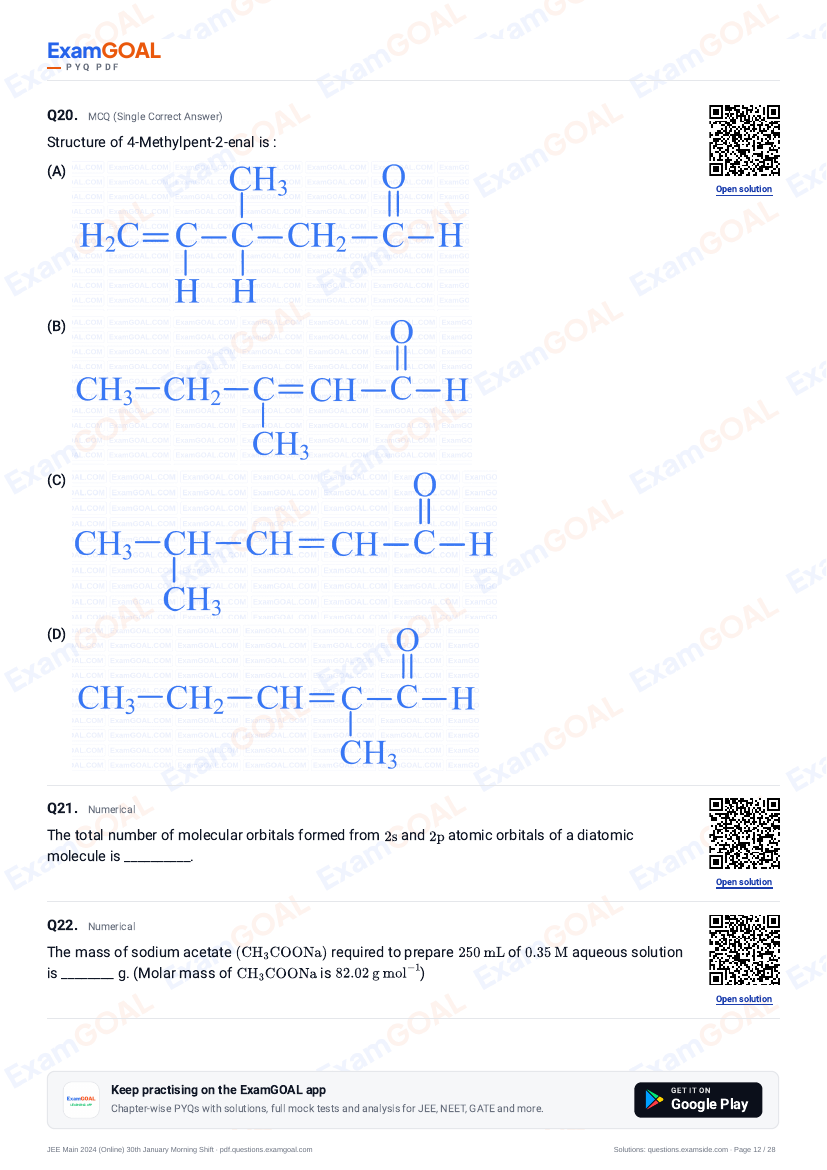 ExamGOAL
PYQ PDF
Q20. MCQ (Single Correct Answer)
Structure of 4-Methylpent-2-enal is :
Open solution
(A)
CH₃ O
H₂C=C—C—CH₂—C—H
H H
(B)
O
CH₃—CH₂—C=CH—C—H
CH₃
(C)
O
CH₃—CH—CH=CH—C—H
CH₃
(D)
O
CH₃—CH₂—CH=C—C—H
CH₃
Q21. Numerical
The total number of molecular orbitals formed from 2s and 2p atomic orbitals of a diatomic
molecule is __________.
Open solution
Q22. Numerical
The mass of sodium acetate (CH₃COONa) required to prepare 250 mL of 0.35 M aqueous solution
is ________ g. (Molar mass of CH₃COONa is 82.02 g mol⁻¹)
Open solution
Keep practising on the ExamGOAL app
Chapter-wise PYQs with solutions, full mock tests and analysis for JEE, NEET, GATE and more.
GET IT ON
Google Play
JEE Main 2024 (Online) 30th January Morning Shift · pdf.questions.examgoal.com
Solutions: questions.examside.com · Page 12 / 28